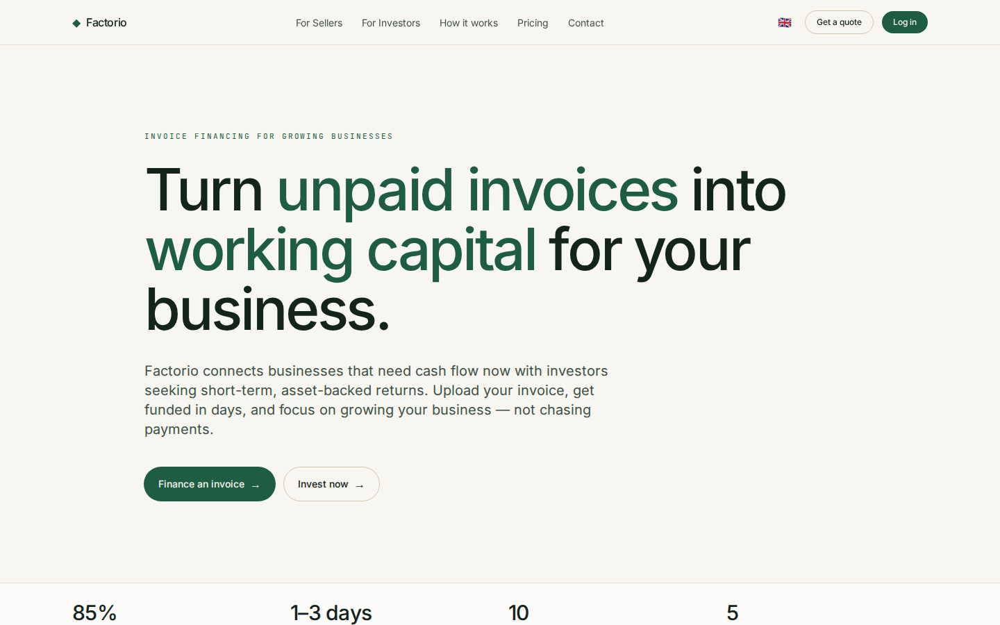 ◆ Factorio
For Sellers
For Investors
How it works
Pricing
Contact
Get a quote
Log in
INVOICE FINANCING FOR GROWING BUSINESSES
Turn unpaid invoices into
working capital for your
business.
Factorio connects businesses that need cash flow now with investors
seeking short-term, asset-backed returns. Upload your invoice, get
funded in days, and focus on growing your business — not chasing
payments.
Finance an invoice →
Invest now →
85%
1–3 days
10
5